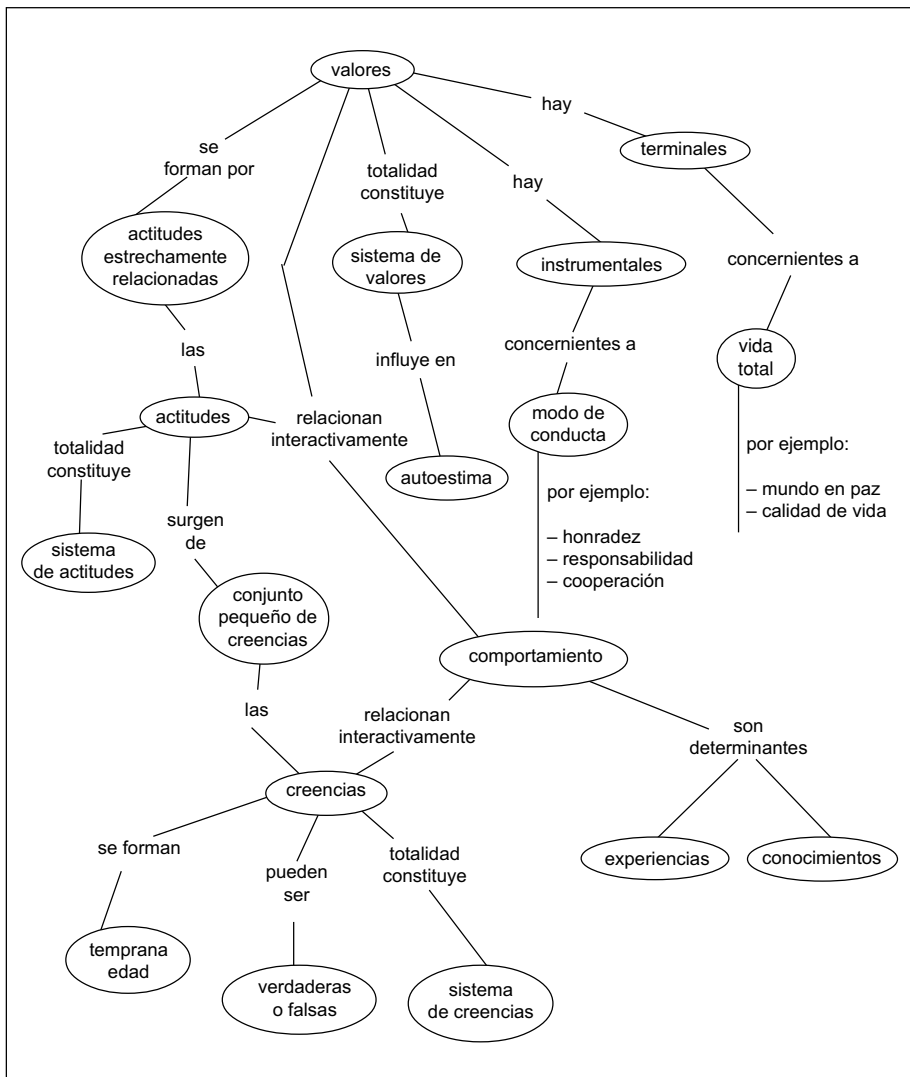 valores
hay
se
forman por
totalidad
constituye
hay
terminales
actitudes
estrechamente
relacionadas
sistema de
valores
instrumentales
concernientes a
las
influye en
concernientes a
vida
total
actitudes
relacionan
interactivamente
modo de
conducta
totalidad
constituye
autoestima
por ejemplo:
– mundo en paz
– calidad de vida
por ejemplo:
– honradez
– responsabilidad
– cooperación
surgen
de
sistema
de actitudes
conjunto
pequeño de
creencias
comportamiento
las
relacionan
interactivamente
son
determinantes
creencias
se forman
pueden
ser
totalidad
constituye
experiencias
conocimientos
temprana
edad
verdaderas
o falsas
sistema
de creencias